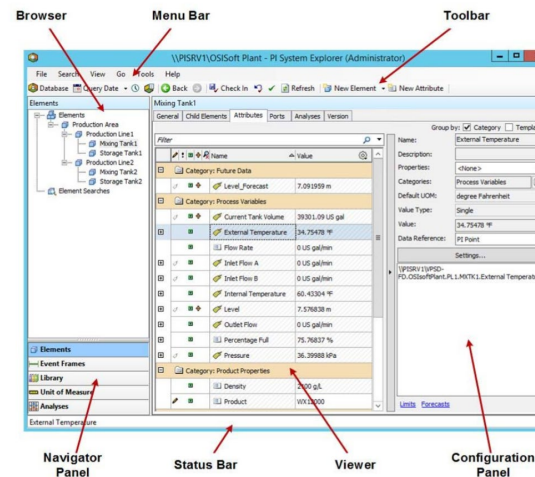 Browser
Menu Bar
Toolbar
\\PISRV1\OSISoft Plant - PI System Explorer (Administrator)
File Search View Go Tools Help
Database Query Date Back Check In Refresh New Element New Attribute
Elements
Elements
Production Area
Production Line1
Mixing Tank1
Storage Tank1
Production Line2
Mixing Tank2
Storage Tank2
Element Searches
Mixing Tank1
General Child Elements Attributes Ports Analyses Version
Filter
Name Value
Category: Future Data
Level_Forecast 7.091959 m
Category: Process Variables
Current Tank Volume 39301.09 US gal
External Temperature 34.75478 °F
Flow Rate 0 US gal/min
Inlet Flow A 0 US gal/min
Inlet Flow B 0 US gal/min
Internal Temperature 60.43304 °F
Level 7.576838 m
Outlet Flow 0 US gal/min
Percentage Full 75.76837 %
Pressure 36.39988 kPa
Category: Product Properties
Density g/L
Product WX12000
Group by: Category Templa
Name: External Temperature
Description:
Properties: <None>
Categories: Process Variables
Default UOM: degree Fahrenheit
Value Type: Single
Value: 34.75478 °F
Data Reference: PI Point
Settings...
\\PISRV1\VPSD-
FD.OSIsoftPlant.PL1.MXTK1.External Temperatu
Limits Forecasts
Elements
Event Frames
Library
Unit of Measure
Analyses
External Temperature
Navigator
Panel
Status Bar
Viewer
Configuration
Panel